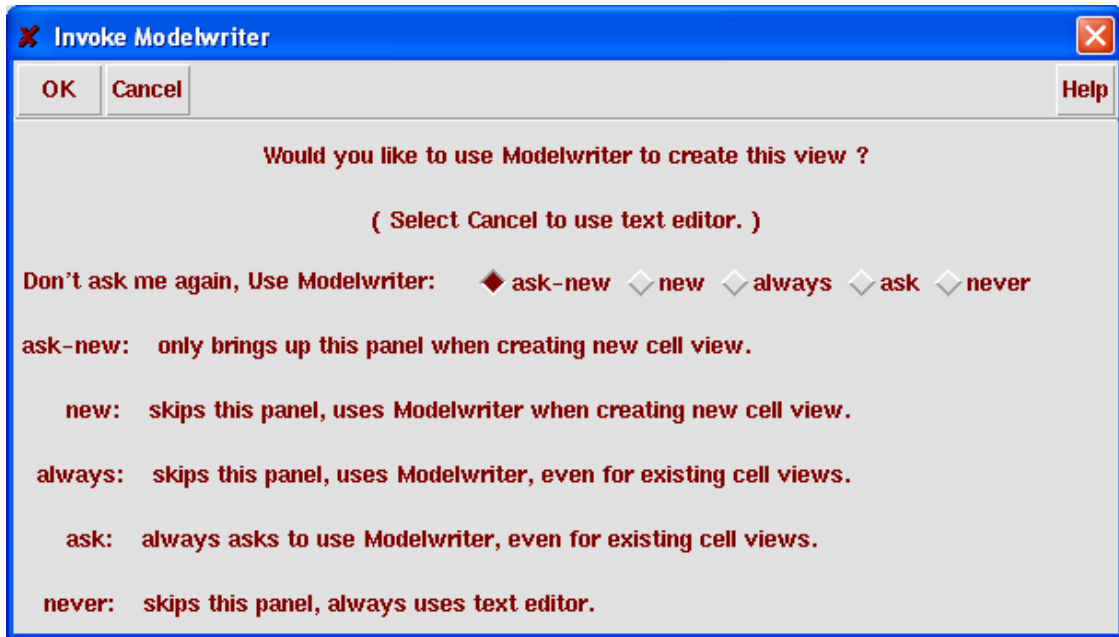 Invoke Modelwriter
OK Cancel Help
Would you like to use Modelwriter to create this view ?
( Select Cancel to use text editor. )
Don't ask me again, Use Modelwriter: ask-new new always ask never
ask-new: only brings up this panel when creating new cell view.
new: skips this panel, uses Modelwriter when creating new cell view.
always: skips this panel, uses Modelwriter, even for existing cell views.
ask: always asks to use Modelwriter, even for existing cell views.
never: skips this panel, always uses text editor.